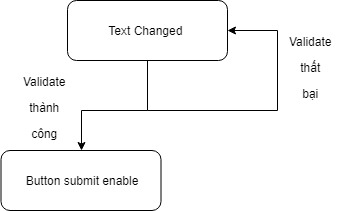 Text Changed
Validate
thất
bại
Validate
thành
công
Button submit enable